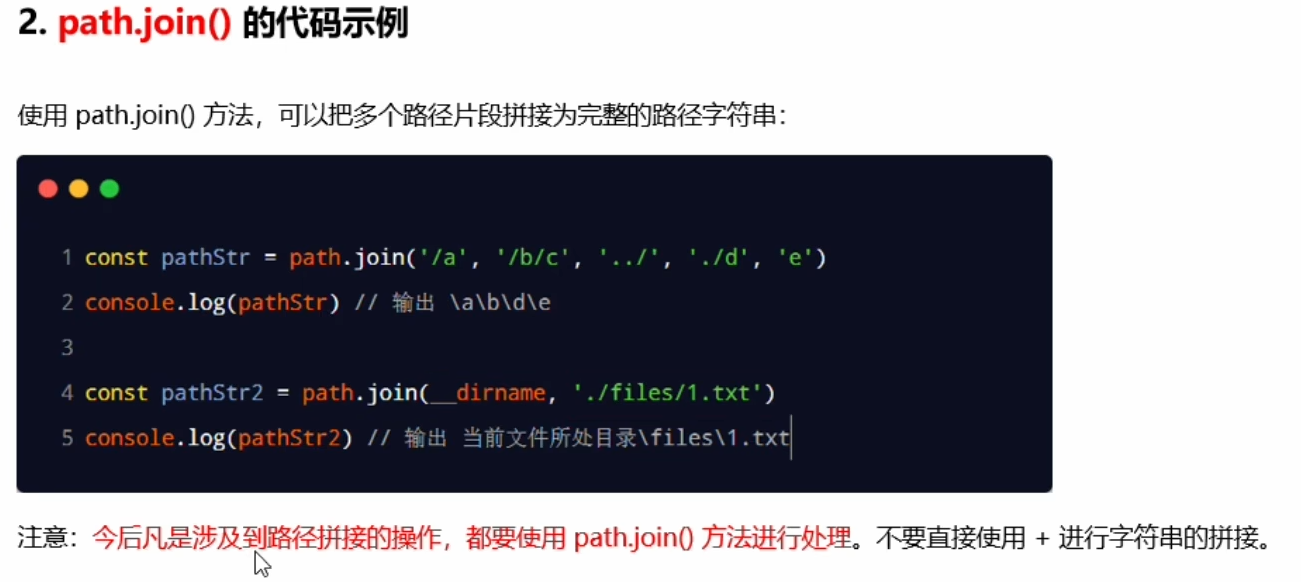 2. path.join() 的代码示例
使用 path.join() 方法，可以把多个路径片段拼接为完整的路径字符串：
1 const pathStr = path.join('/a', '/b/c', '../', './d', 'e')
2 console.log(pathStr) // 输出 \a\b\d\e
3
4 const pathStr2 = path.join(__dirname, './files/1.txt')
5 console.log(pathStr2) // 输出 当前文件所处目录\files\1.txt
注意：今后凡是涉及到路径拼接的操作，都要使用 path.join() 方法进行处理。不要直接使用 + 进行字符串的拼接。